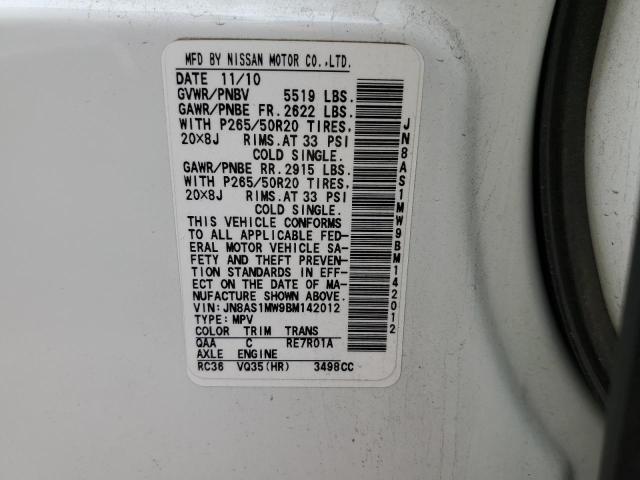 MFD BY NISSAN MOTOR CO.,LTD.
DATE 11/10
GVWR/PNBV 5519 LBS.
GAWR/PNBE FR. 2622 LBS.
WITH P265/50R20 TIRES,
20X8J RIMS.AT 33 PSI
COLD SINGLE.
GAWR/PNBE RR. 2915 LBS.
WITH P265/50R20 TIRES,
20X8J RIMS.AT 33 PSI
COLD SINGLE.
THIS VEHICLE CONFORMS
TO ALL APPLICABLE FED-
ERAL MOTOR VEHICLE SA-
FETY AND THEFT PREVEN-
TION STANDARDS IN EFF-
ECT ON THE DATE OF MA-
NUFACTURE SHOWN ABOVE.
VIN:JN8AS1MW9BM142012
TYPE:MPV
COLOR TRIM TRANS
QAA C RE7R01A
AXLE ENGINE
RC36 VQ35(HR) 3498CC
JN8AS1MW9BM142012